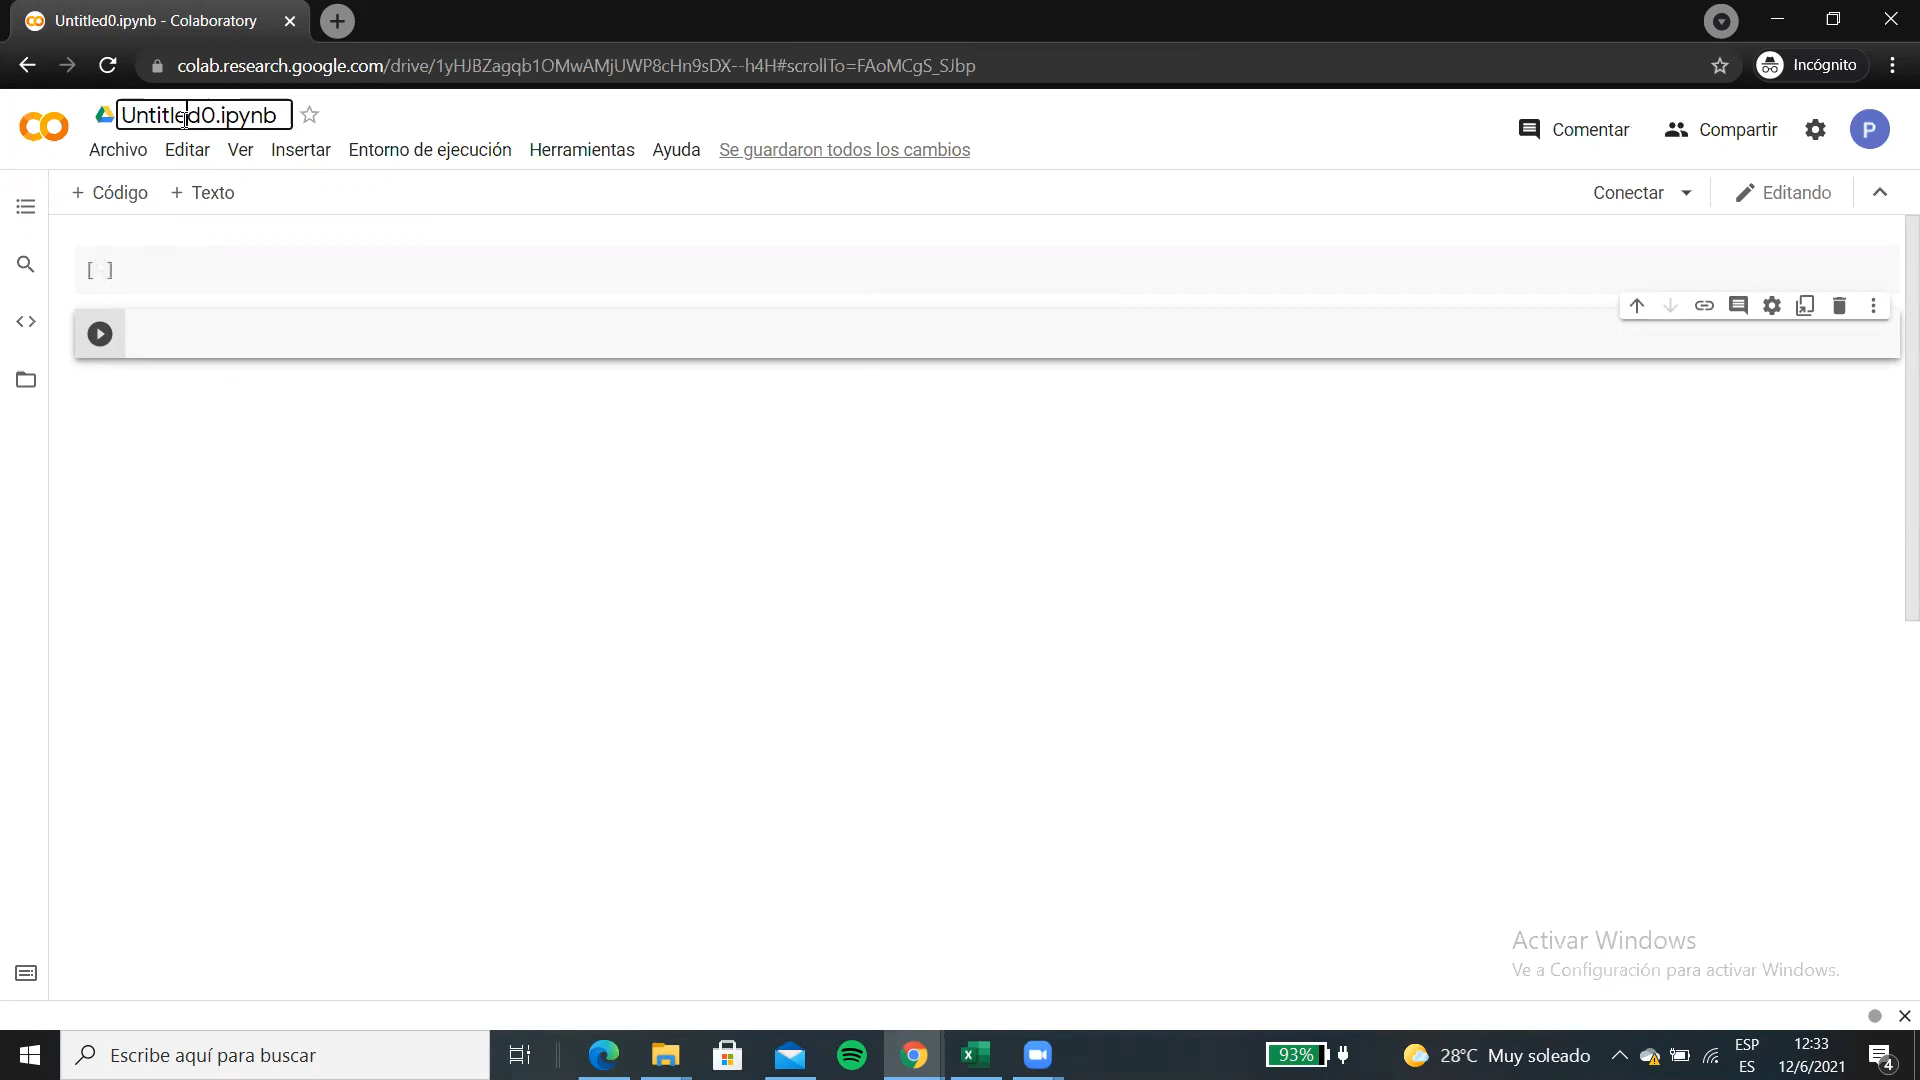 Untitled0.ipynb - Colaboratory
colab.research.google.com/drive/1yHJBZagqb1OMwAMjUWP8cHn9sDX--h4H#scrollTo=FAoMCgS_SJbp
Incógnito
Untitled0.ipynb
Archivo Editar Ver Insertar Entorno de ejecución Herramientas Ayuda Se guardaron todos los cambios
Comentar Compartir P
+ Código + Texto
Conectar Editando
[ ]
Activar Windows
Ve a Configuración para activar Windows.
Escribe aquí para buscar
93%
28°C Muy soleado
ESP
ES
12:33
12/6/2021
4